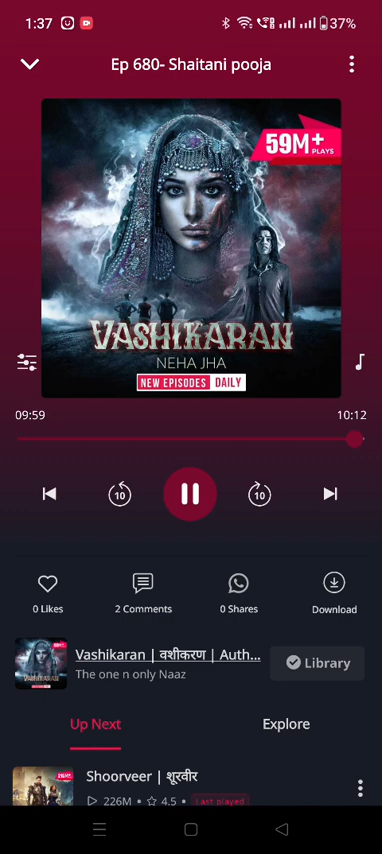 1:37
37%
Ep 680- Shaitani pooja
59M+
PLAYS
VASHIKARAN
NEHA JHA
NEW EPISODES DAILY
09:59
10:12
10
10
0 Likes
2 Comments
0 Shares
Download
Vashikaran | वशीकरण | Auth...
The one n only Naaz
Library
Up Next
Explore
Shoorveer | शूरवीर
226M • 4.5 • Last played